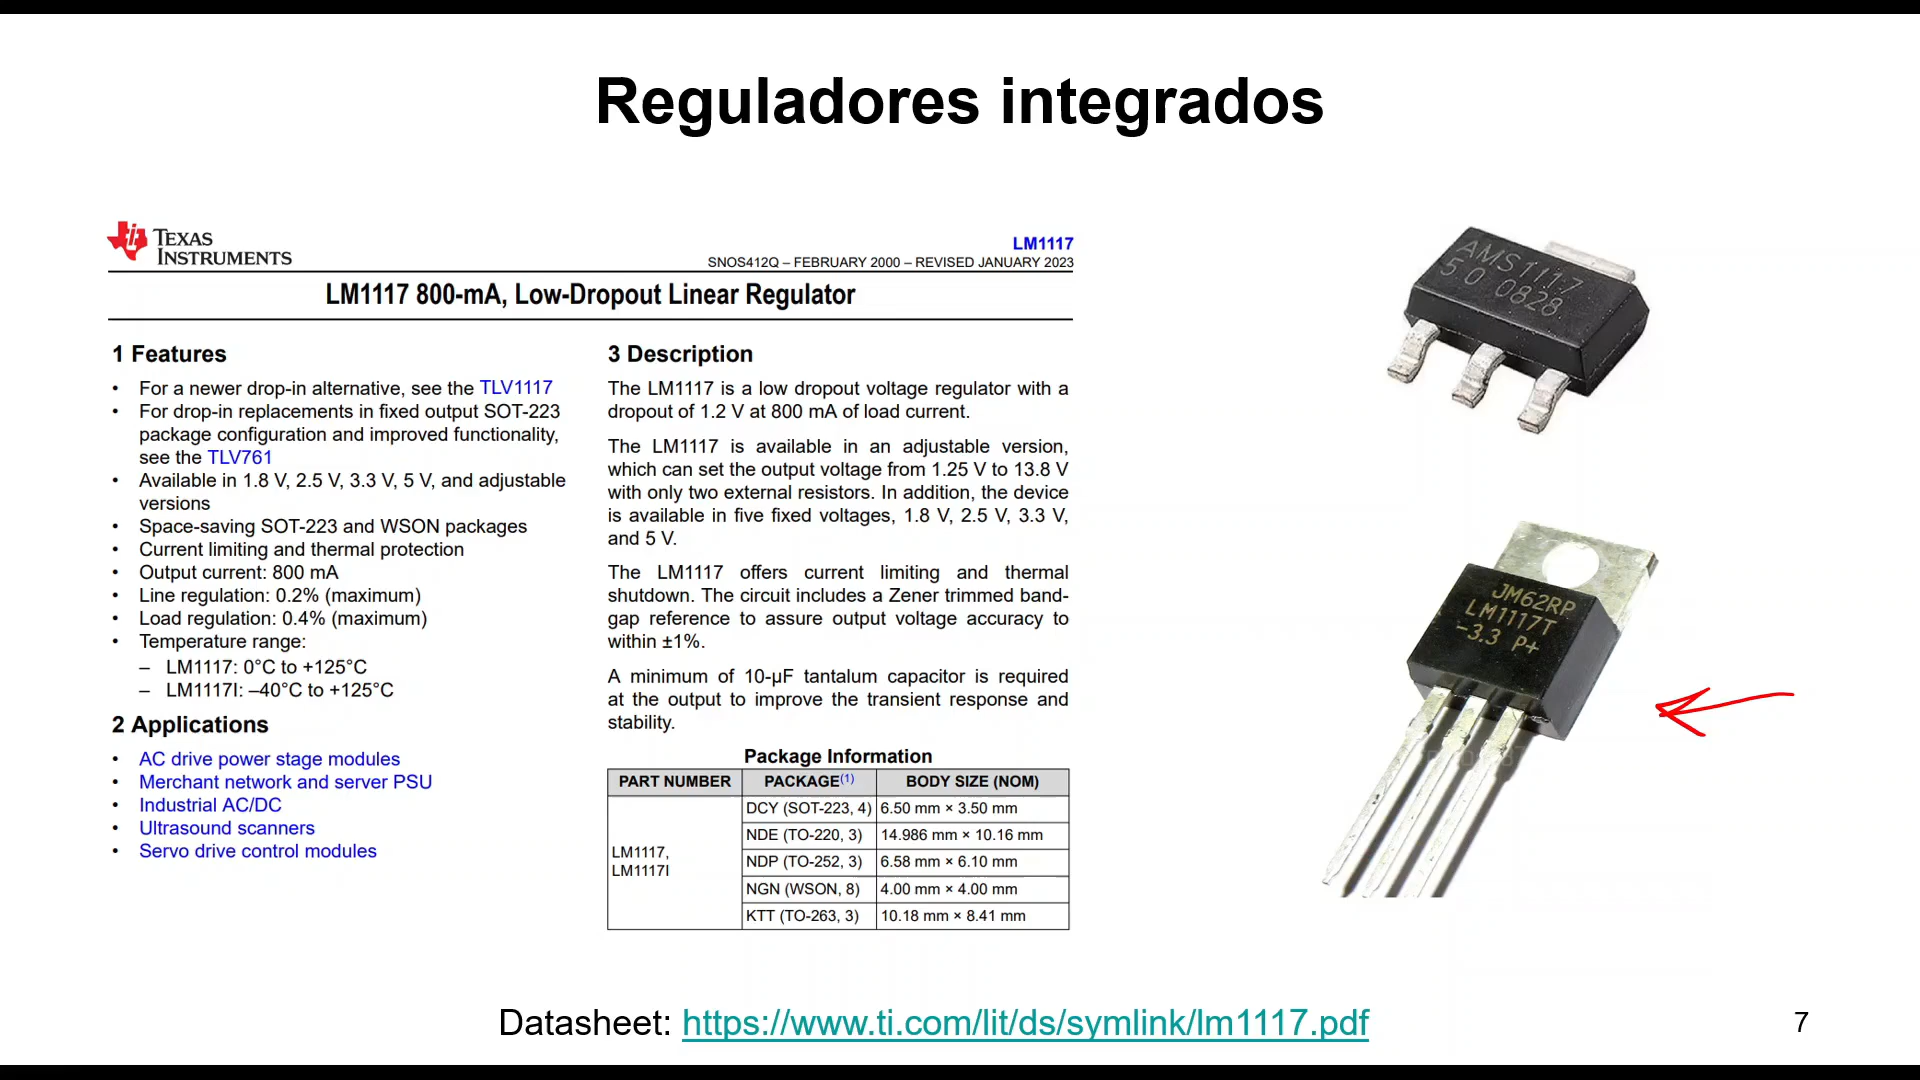 Reguladores integrados
TEXAS
INSTRUMENTS
LM1117
SNOS412Q – FEBRUARY 2000 – REVISED JANUARY 2023
LM1117 800-mA, Low-Dropout Linear Regulator
1 Features
• For a newer drop-in alternative, see the TLV1117
• For drop-in replacements in fixed output SOT-223
package configuration and improved functionality,
see the TLV761
• Available in 1.8 V, 2.5 V, 3.3 V, 5 V, and adjustable
versions
• Space-saving SOT-223 and WSON packages
• Current limiting and thermal protection
• Output current: 800 mA
• Line regulation: 0.2% (maximum)
• Load regulation: 0.4% (maximum)
• Temperature range:
– LM1117: 0°C to +125°C
– LM1117I: –40°C to +125°C
2 Applications
• AC drive power stage modules
• Merchant network and server PSU
• Industrial AC/DC
• Ultrasound scanners
• Servo drive control modules
3 Description
The LM1117 is a low dropout voltage regulator with a
dropout of 1.2 V at 800 mA of load current.
The LM1117 is available in an adjustable version,
which can set the output voltage from 1.25 V to 13.8 V
with only two external resistors. In addition, the device
is available in five fixed voltages, 1.8 V, 2.5 V, 3.3 V,
and 5 V.
The LM1117 offers current limiting and thermal
shutdown. The circuit includes a Zener trimmed band-
gap reference to assure output voltage accuracy to
within ±1%.
A minimum of 10-μF tantalum capacitor is required
at the output to improve the transient response and
stability.
Package Information
PART NUMBER PACKAGE(1) BODY SIZE (NOM)
LM1117,
LM1117I
DCY (SOT-223, 4) 6.50 mm × 3.50 mm
NDE (TO-220, 3) 14.986 mm × 10.16 mm
NDP (TO-252, 3) 6.58 mm × 6.10 mm
NGN (WSON, 8) 4.00 mm × 4.00 mm
KTT (TO-263, 3) 10.18 mm × 8.41 mm
AMS1117
5 0 0828
JM62RP
LM1117T
-3.3 P+
Datasheet: https://www.ti.com/lit/ds/symlink/lm1117.pdf
7